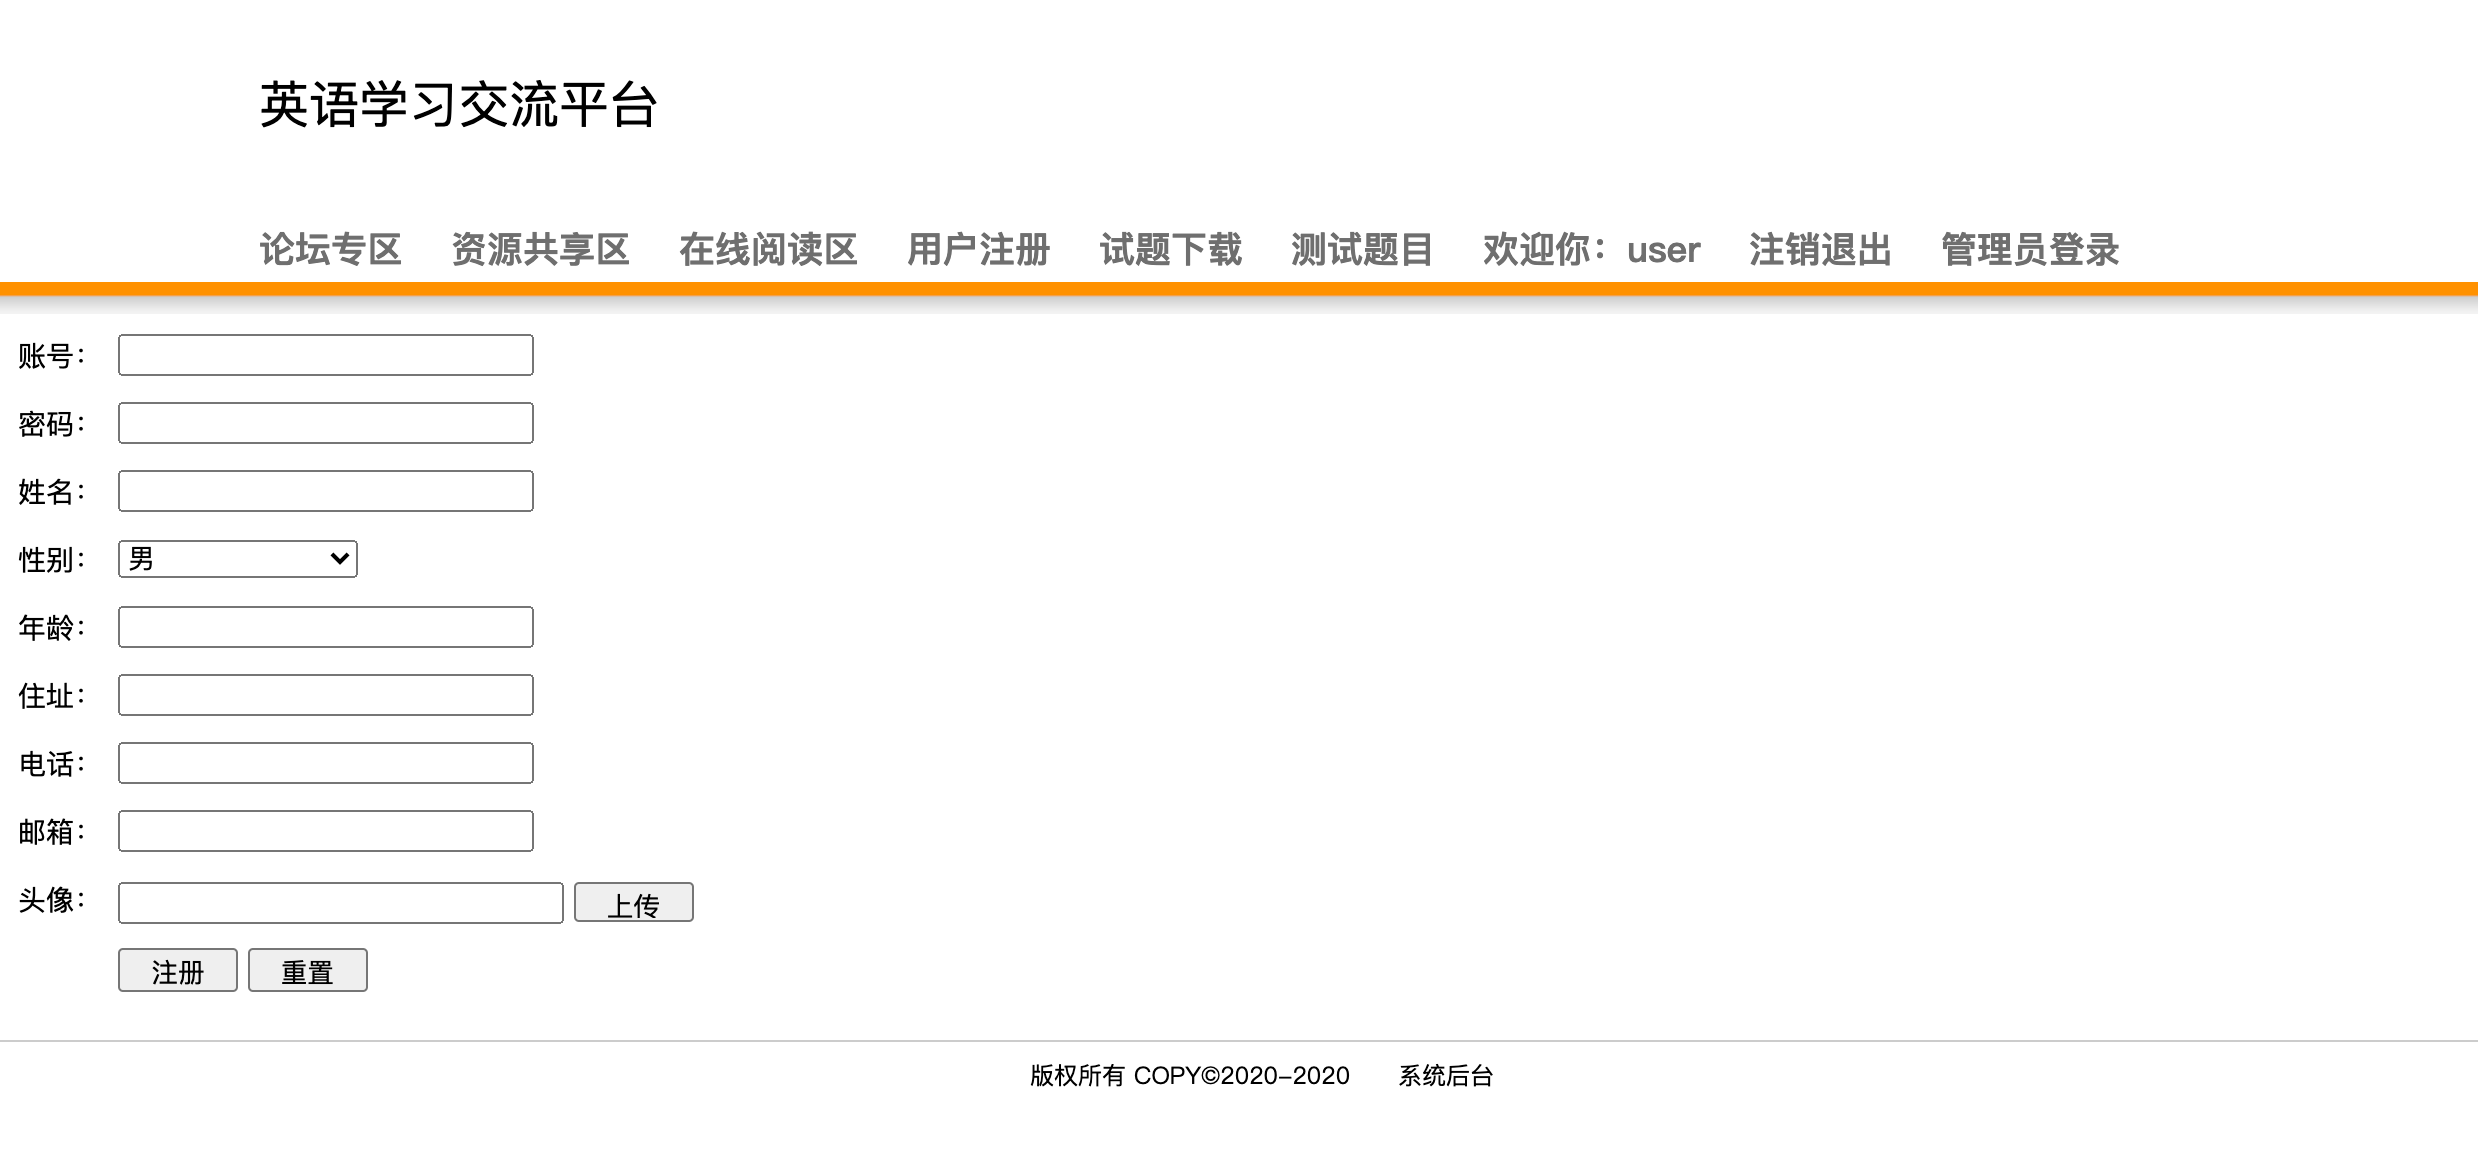 英语学习交流平台
论坛专区 资源共享区 在线阅读区 用户注册 试题下载 测试题目 欢迎你：user 注销退出 管理员登录
账号：
密码：
姓名：
性别： 男
年龄：
住址：
电话：
邮箱：
头像： 上传
注册 重置
版权所有 COPY©2020-2020 系统后台